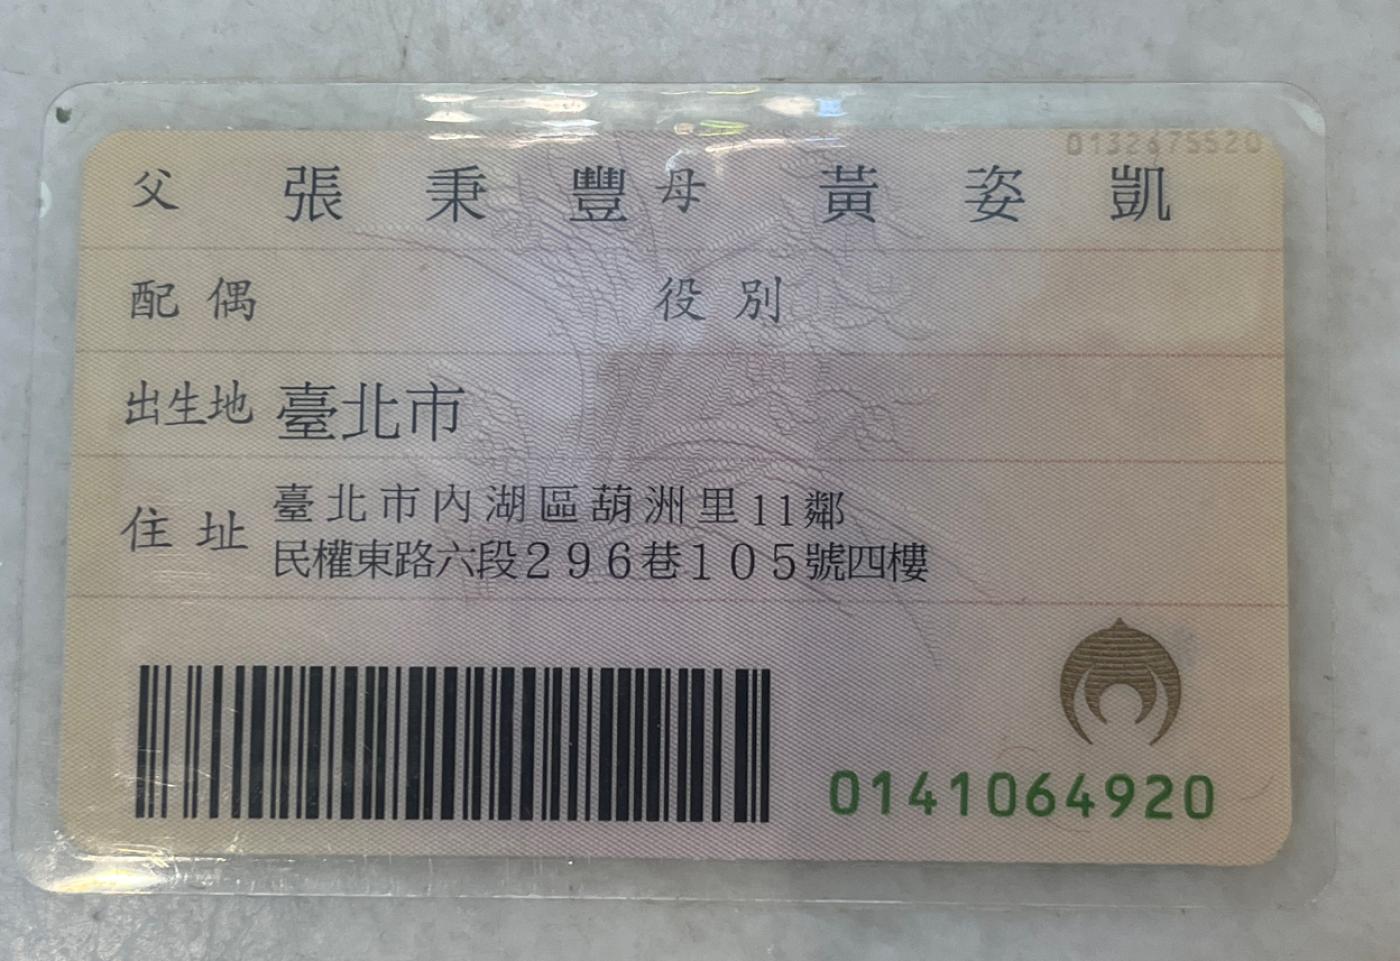 0132675520
父 張秉豐 母 黃姿凱
配偶 役別
出生地 臺北市
住址 臺北市內湖區葫洲里11鄰
民權東路六段296巷105號四樓
0141064920